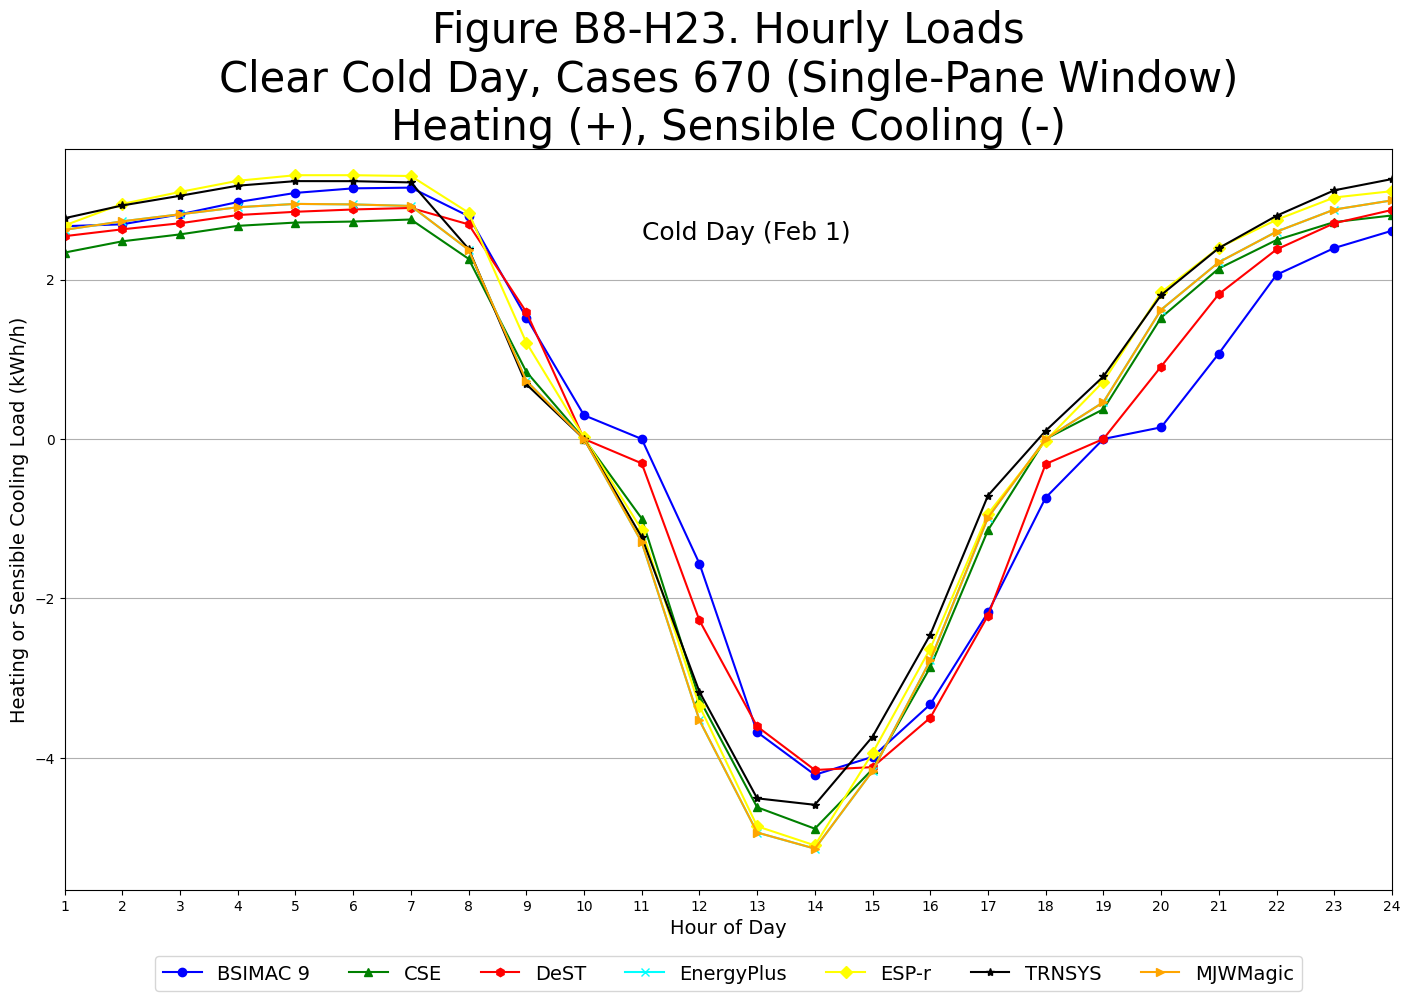 Figure B8-H23. Hourly Loads
Clear Cold Day, Cases 670 (Single-Pane Window)
Heating (+), Sensible Cooling (-)
Heating or Sensible Cooling Load (kWh/h)
Cold Day (Feb 1)
2
0
−2
−4
1 2 3 4 5 6 7 8 9 10 11 12 13 14 15 16 17 18 19 20 21 22 23 24
Hour of Day
BSIMAC 9 CSE DeST EnergyPlus ESP-r TRNSYS MJWMagic